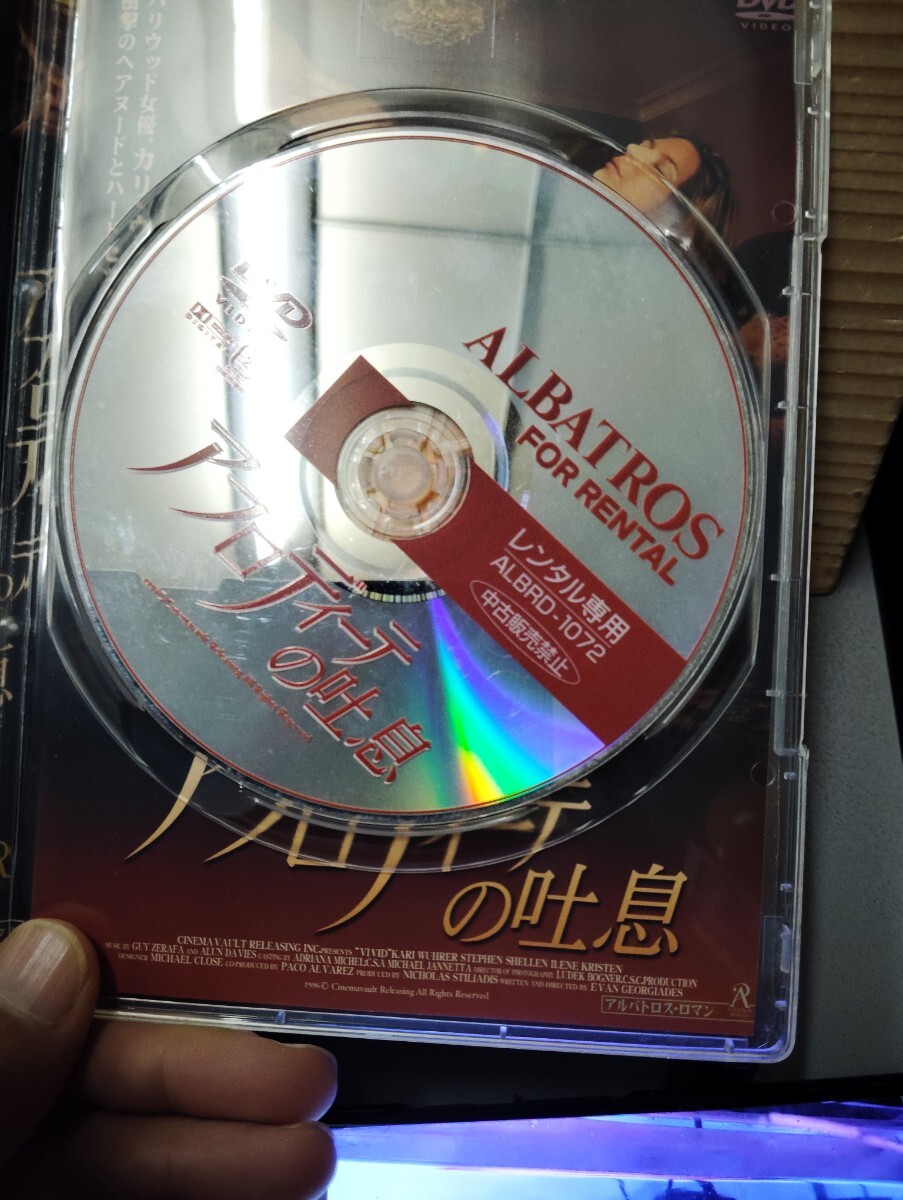 DVD
VIDEO
ハリウッド女優、カリ
衝撃のヘアヌードとハード
ALBATROS
FOR RENTAL
レンタル専用
ALBRD-1072
中古販売禁止
DVD
VIDEO
DIGITAL
アフロディーテ
の吐息
アフロディーテ
の吐息
CINEMA VAULT RELEASING INC.PRESENTS "VIVID" KARI WUHRER STEPHEN SHELLEN ILENE KRISTEN
MUSIC BY GUY ZERAFA AND ALUN DAVIES CASTING BY ADRIANA MICHEL:C.S.A MICHAEL JANNETTA DIRECTOR OF PHOTOGRAPHY LUDEK BOGNER,C.S.C.PRODUCTION
DESIGNER MICHAEL CLOSE CO-PRODUCED BY PACO ALVAREZ PRODUCED BY NICHOLAS STILIADIS WRITTEN AND DIRECTED BY EVAN GEORGIADES
1996 © Cinemavault Releasing All Rights Reserved
アルバトロス・ロマン